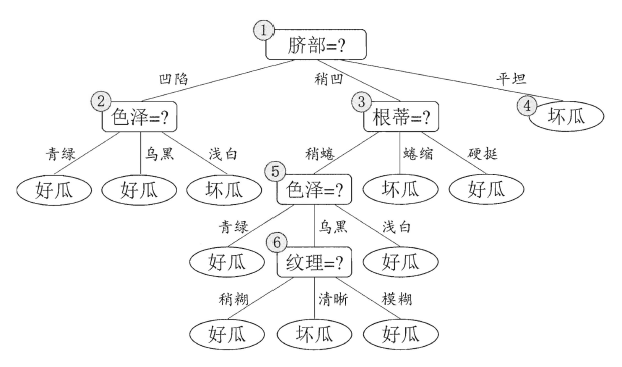 ① 脐部=?
凹陷 稍凹 平坦
② 色泽=? ③ 根蒂=? ④ 坏瓜
青绿 乌黑 浅白 稍蜷 蜷缩 硬挺
好瓜 好瓜 坏瓜 ⑤ 色泽=? 坏瓜 好瓜
青绿 乌黑 浅白
好瓜 ⑥ 纹理=? 好瓜
稍糊 清晰 模糊
好瓜 坏瓜 好瓜